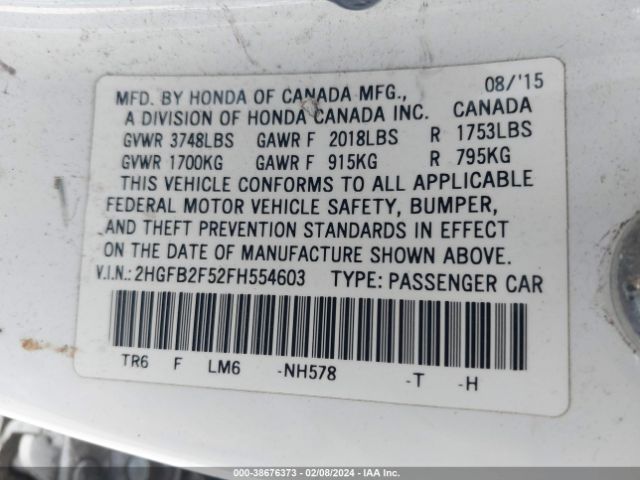 MFD. BY HONDA OF CANADA MFG., 08/'15
A DIVISION OF HONDA CANADA INC. CANADA
GVWR 3748LBS GAWR F 2018LBS R 1753LBS
GVWR 1700KG GAWR F 915KG R 795KG
THIS VEHICLE CONFORMS TO ALL APPLICABLE
FEDERAL MOTOR VEHICLE SAFETY, BUMPER,
AND THEFT PREVENTION STANDARDS IN EFFECT
ON THE DATE OF MANUFACTURE SHOWN ABOVE.
V.I.N.: 2HGFB2F52FH554603 TYPE: PASSENGER CAR
TR6 F LM6 -NH578 -T -H
000-38676373 - 02/08/2024 - IAA Inc.